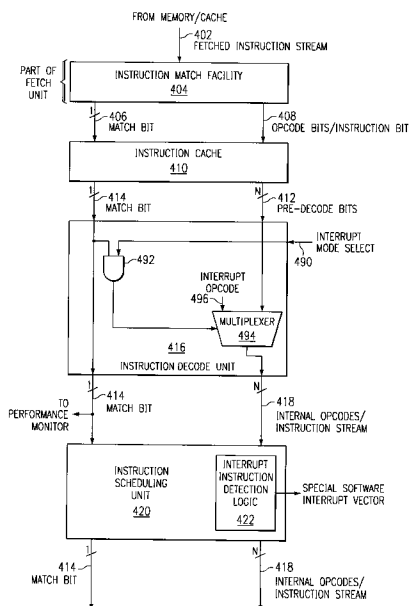 FROM MEMORY/CACHE
402
FETCHED INSTRUCTION STREAM
PART OF
FETCH
UNIT
INSTRUCTION MATCH FACILITY
404
1
406
MATCH BIT
408
OPCODE BITS/INSTRUCTION BIT
INSTRUCTION CACHE
410
1
414
MATCH BIT
N
412
PRE-DECODE BITS
492
INTERRUPT
MODE SELECT
490
INTERRUPT
OPCODE
496
MULTIPLEXER
494
416
INSTRUCTION DECODE UNIT
1
414
MATCH BIT
TO
PERFORMANCE
MONITOR
N
418
INTERNAL OPCODES/
INSTRUCTION STREAM
INSTRUCTION
SCHEDULING
UNIT
420
INTERRUPT
INSTRUCTION
DETECTION
LOGIC
422
SPECIAL SOFTWARE
INTERRUPT VECTOR
1
414
MATCH BIT
N
418
INTERNAL OPCODES/
INSTRUCTION STREAM